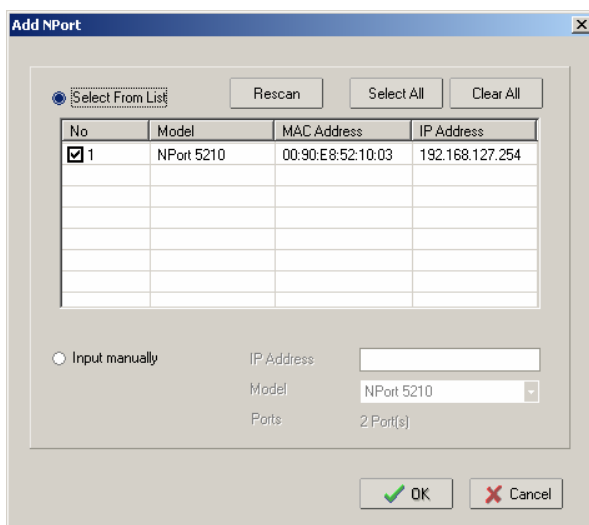 Add NPort
Select From List Rescan Select All Clear All
No Model MAC Address IP Address
1 NPort 5210 00:90:E8:52:10:03 192.168.127.254
Input manually IP Address
Model NPort 5210
Ports 2 Port(s)
OK Cancel